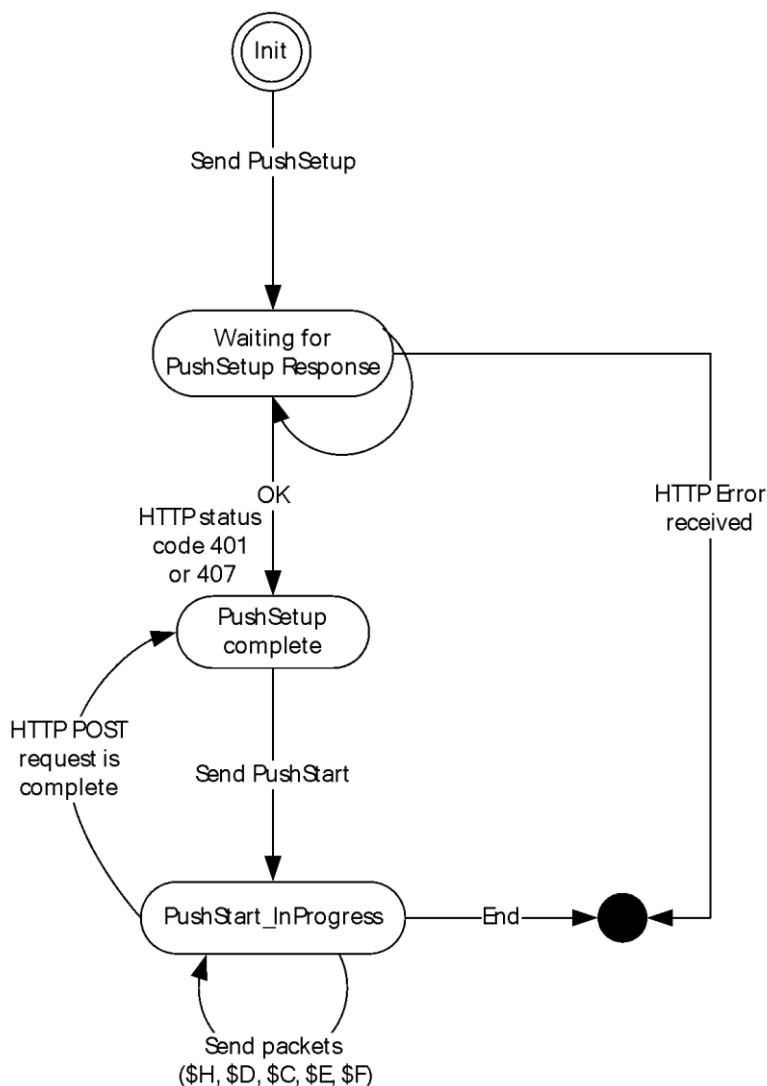 Init
Send PushSetup
Waiting for
PushSetup Response
OK
HTTP status
code 401
or 407
HTTP Error
received
PushSetup
complete
HTTP POST
request is
complete
Send PushStart
PushStart_InProgress
End
Send packets
($H, $D, $C, $E, $F)